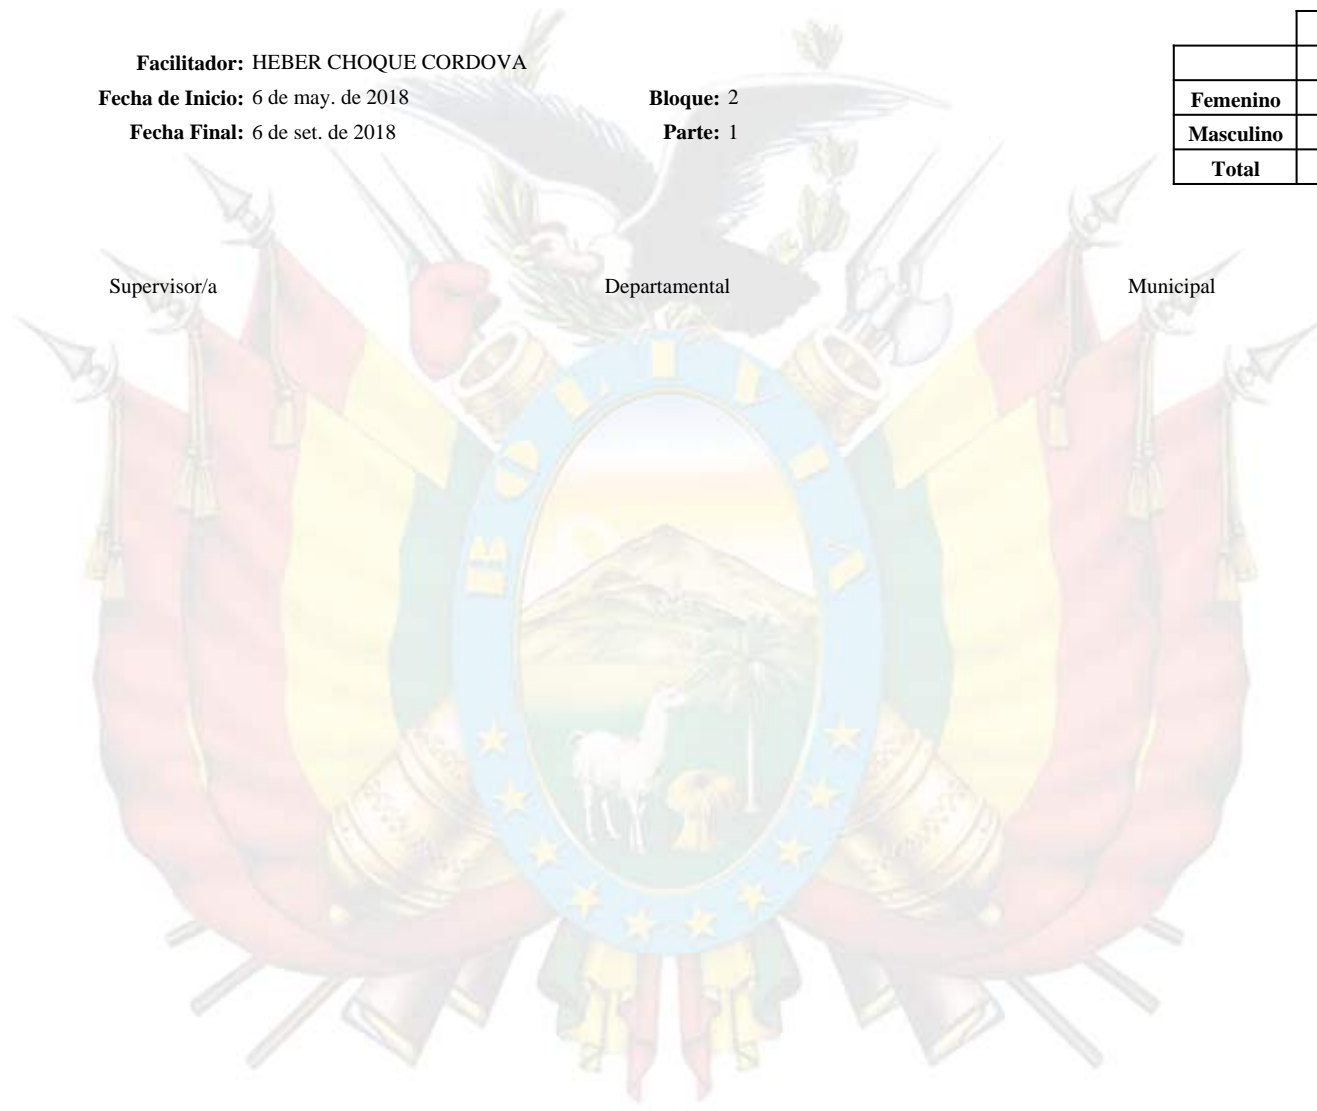 Facilitador: HEBER CHOQUE CORDOVA
Fecha de Inicio: 6 de may. de 2018 Bloque: 2
Femenino
Fecha Final: 6 de set. de 2018 Parte: 1
Masculino
Total
Supervisor/a Departamental Municipal
BOLIVIA